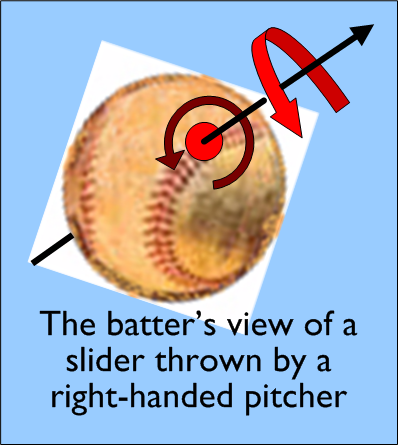 The batter's view of a
slider thrown by a
right-handed pitcher